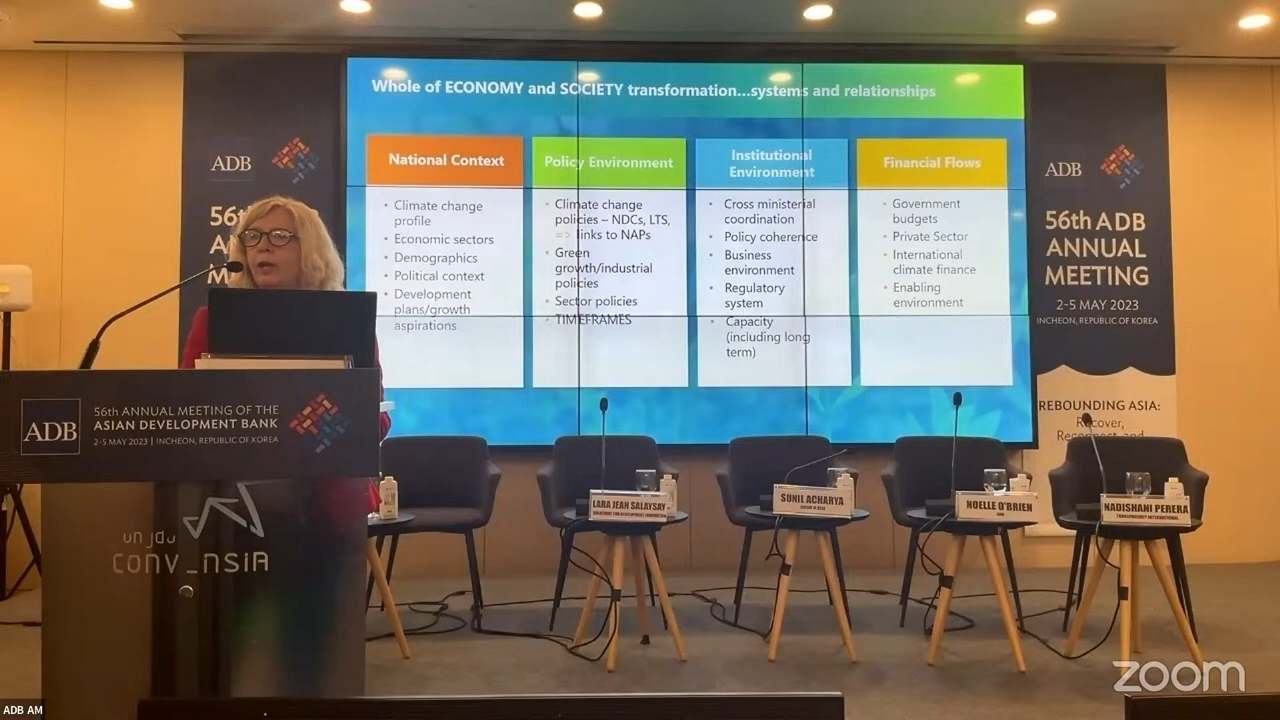 Whole of ECONOMY and SOCIETY transformation...systems and relationships
National Context
• Climate change
profile
• Economic sectors
• Demographics
• Political context
• Development
plans/growth
aspirations
Policy Environment
• Climate change
policies – NDCs, LTS,
=> links to NAPs
• Green
growth/industrial
policies
• Sector policies
• TIMEFRAMES
Institutional
Environment
• Cross ministerial
coordination
• Policy coherence
• Business
environment
• Regulatory
system
• Capacity
(including long
term)
Financial Flows
• Government
budgets
• Private Sector
• International
climate finance
• Enabling
environment
ADB
56t
ADB
56th ADB
ANNUAL
MEETING
2-5 MAY 2023
INCHEON, REPUBLIC OF KOREA
REBOUNDING ASIA:
Recover,
Reconnect, and
ADB
56th ANNUAL MEETING OF THE
ASIAN DEVELOPMENT BANK
2-5 MAY 2023 | INCHEON, REPUBLIC OF KOREA
CONV_NSIA
LARA JEAN SALAYSAY
SUNIL ACHARYA
NOELLE O'BRIEN
ADB
NADISHANI PERERA
TRANSPARENCY INTERNATIONAL
zoom
ADB AM